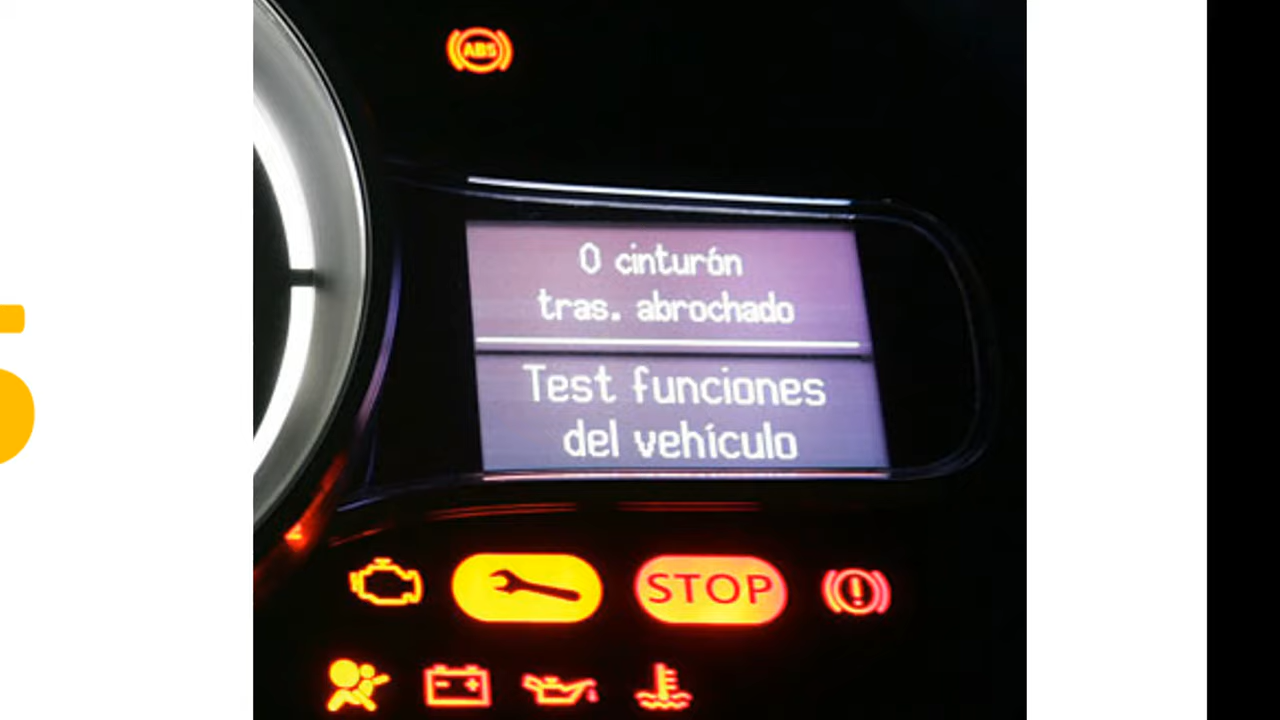 ABS
0 cinturón
tras. abrochado
Test funciones
del vehículo
STOP